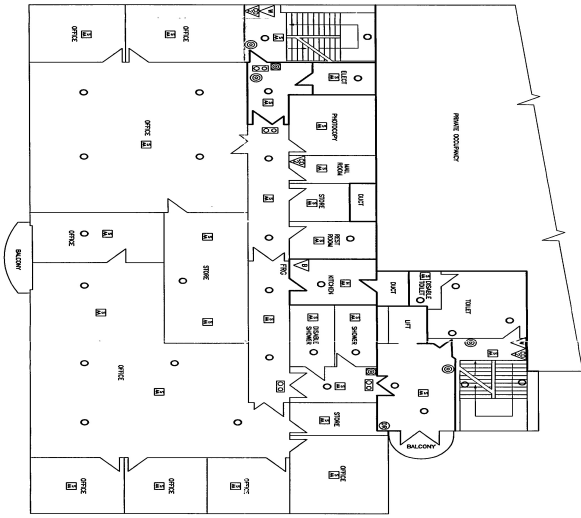 OFFICE
OFFICE
ELECT
PHOTOCOPY
OFFICE
PRIVATE OCCUPANCY
MAIL
ROOM
STORE
DUCT
REST
ROOM
OFFICE
BALCONY
STORE
FRG
KITCHEN
DUCT
DISABLE
TOILET
TOILET
LIFT
DISABLE
SHOWER
SHOWER
OFFICE
STORE
BALCONY
OFFICE
OFFICE
OFFICE
OFFICE